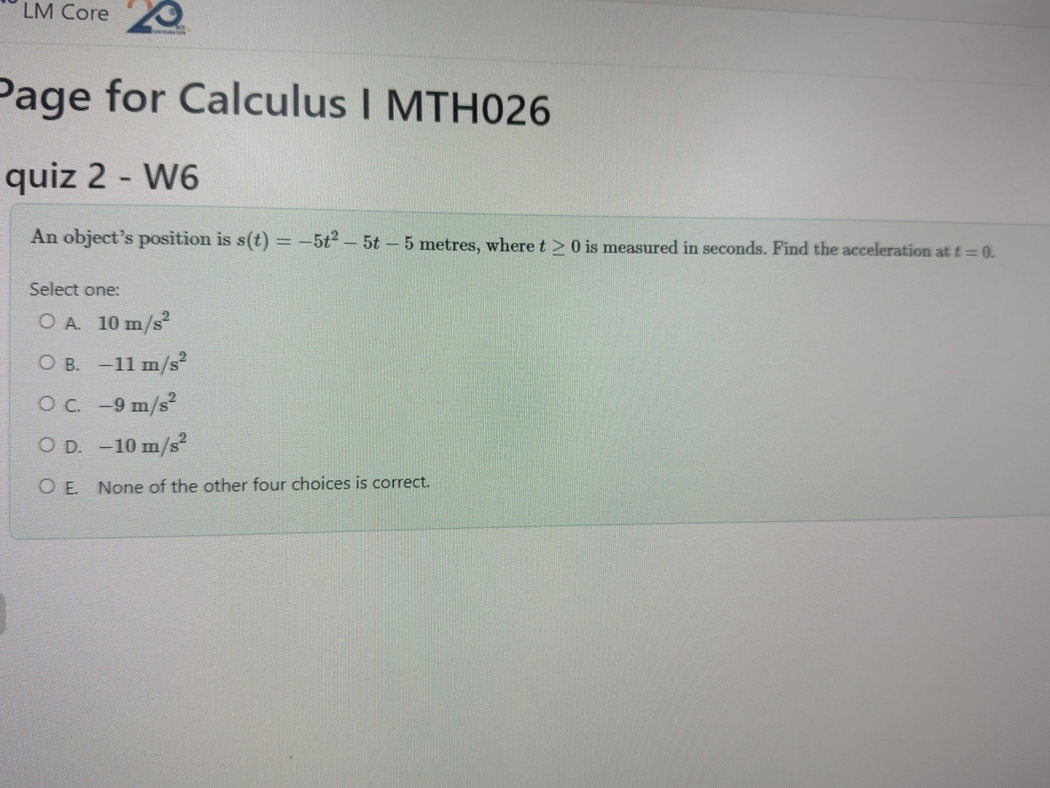 LM Core 20
Page for Calculus I MTH026
quiz 2 - W6
An object's position is s(t) = −5t² − 5t − 5 metres, where t ≥ 0 is measured in seconds. Find the acceleration at t = 0.
Select one:
A. 10 m/s²
B. −11 m/s²
C. −9 m/s²
D. −10 m/s²
E. None of the other four choices is correct.